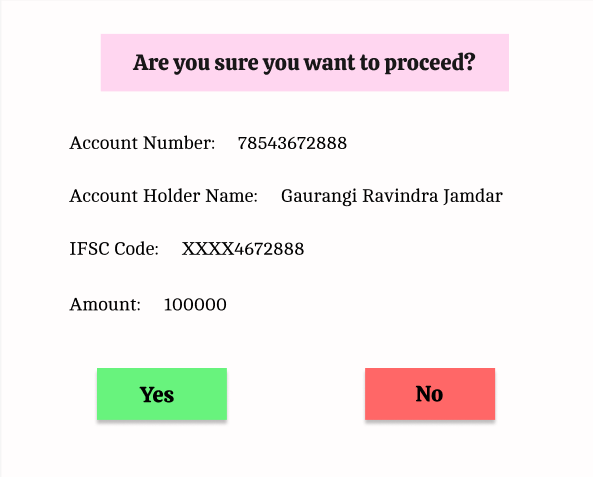 Are you sure you want to proceed?
Account Number: 78543672888
Account Holder Name: Gaurangi Ravindra Jamdar
IFSC Code: XXXX4672888
Amount: 100000
Yes No